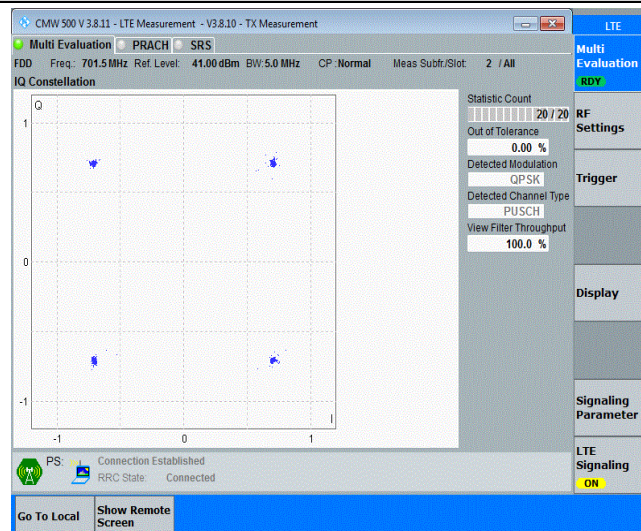 CMW 500 V 3.8.11 - LTE Measurement - V3.8.10 - TX Measurement
LTE
Multi Evaluation PRACH SRS
Multi
Evaluation
RDY
FDD Freq.: 701.5 MHz Ref. Level: 41.00 dBm BW: 5.0 MHz CP: Normal Meas Subfr./Slot: 2 / All
IQ Constellation
Q
1
0
-1
-1
0
1
I
Statistic Count
20 / 20
Out of Tolerance
0.00 %
Detected Modulation
QPSK
Detected Channel Type
PUSCH
View Filter Throughput
100.0 %
RF
Settings
Trigger
Display
Signaling
Parameter
LTE
Signaling
ON
PS: Connection Established
RRC State: Connected
Go To Local
Show Remote
Screen